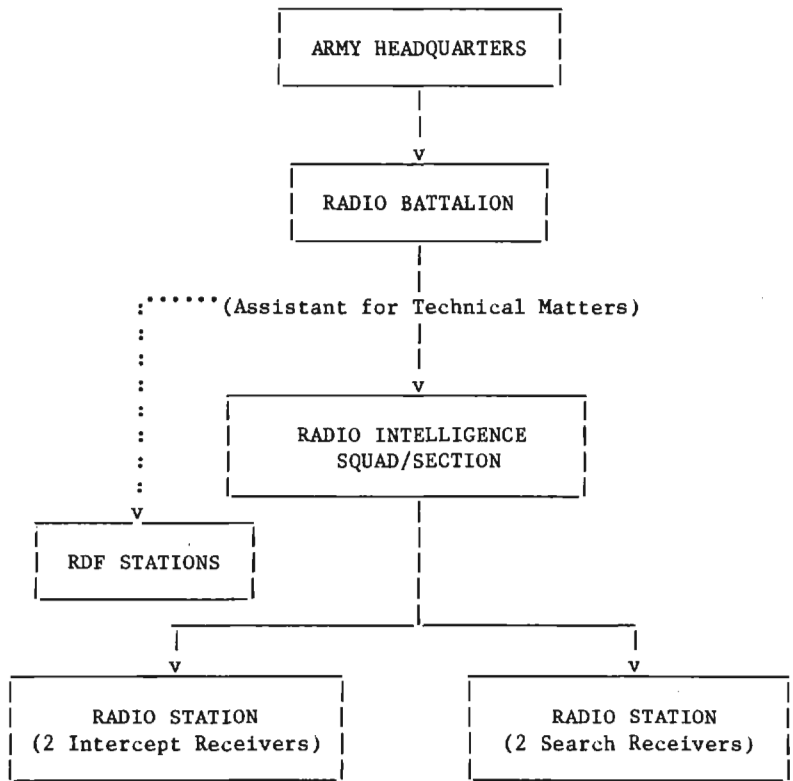 ARMY HEADQUARTERS
RADIO BATTALION
(Assistant for Technical Matters)
RADIO INTELLIGENCE
SQUAD/SECTION
RDF STATIONS
RADIO STATION
(2 Intercept Receivers)
RADIO STATION
(2 Search Receivers)